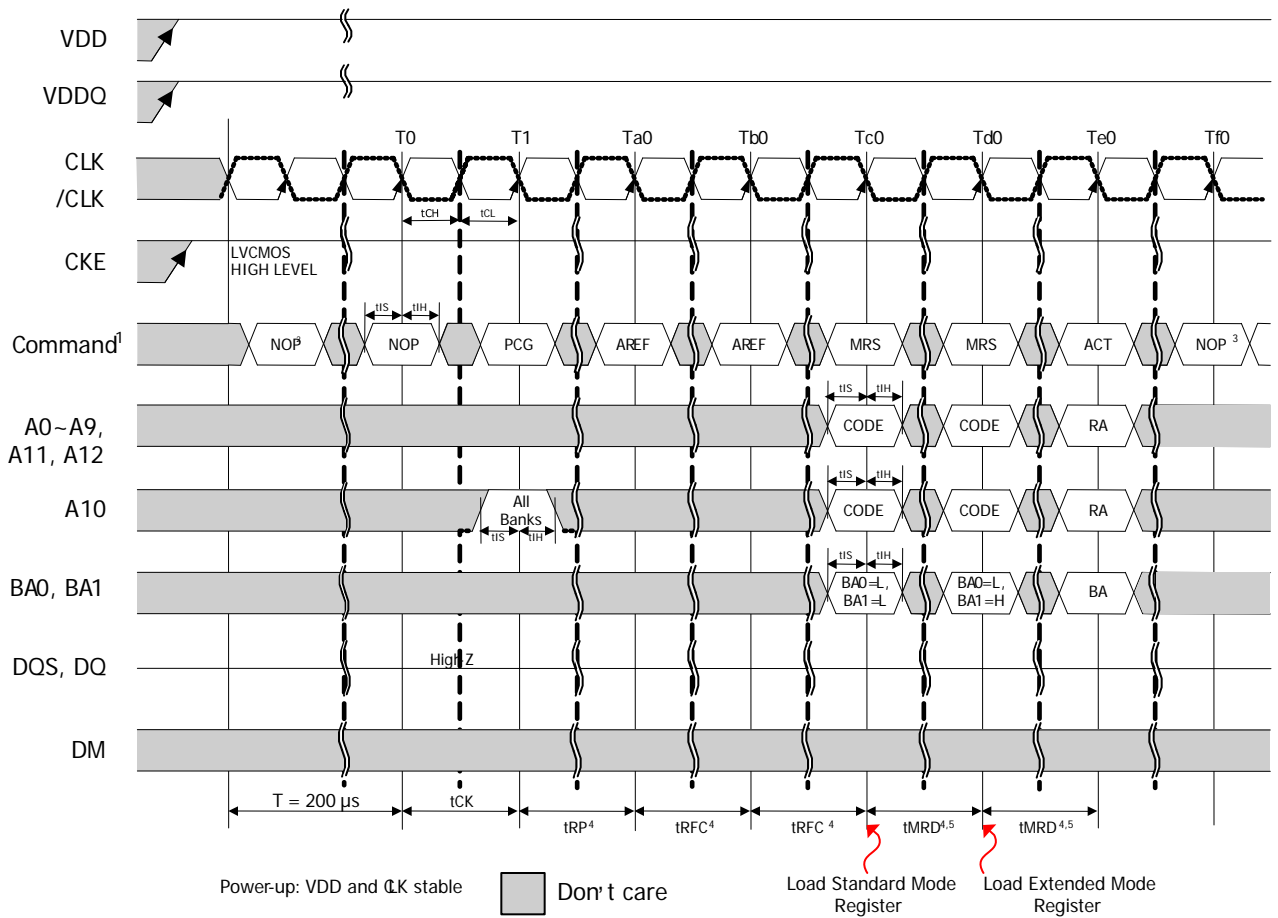 VDD
VDDQ
T0 T1 Ta0 Tb0 Tc0 Td0 Te0 Tf0
CLK
/CLK
tCH tCL
CKE
LVCMOS
HIGH LEVEL
tIS tIH
Command1 NOP3 NOP PCG AREF AREF MRS MRS ACT NOP 3
tIS tIH
A0~A9,
A11, A12
CODE CODE RA
tIS tIH
A10
All
Banks
tIS tIH
CODE CODE RA
tIS tIH
BA0, BA1
BA0=L,
BA1=L
BA0=L,
BA1=H
BA
DQS, DQ
High-Z
DM
T = 200 µs tCK
tRP4 tRFC4 tRFC 4 tMRD4,5 tMRD4,5
Power-up: VDD and CLK stable
Don't care
Load Standard Mode
Register
Load Extended Mode
Register